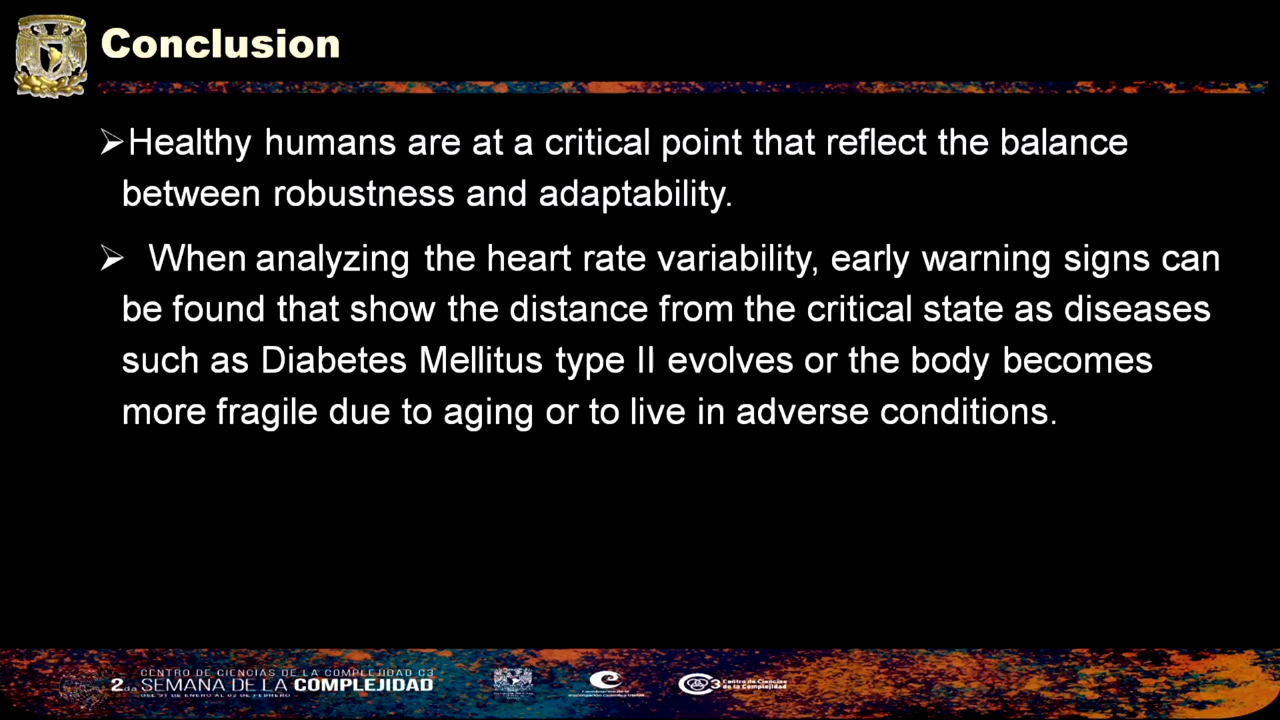 Conclusion
➢Healthy humans are at a critical point that reflect the balance
between robustness and adaptability.
➢ When analyzing the heart rate variability, early warning signs can
be found that show the distance from the critical state as diseases
such as Diabetes Mellitus type II evolves or the body becomes
more fragile due to aging or to live in adverse conditions.
CENTRO DE CIENCIAS DE LA COMPLEJIDAD C3
2da SEMANA DE LA COMPLEJIDAD
3 Centro de Ciencias
de la Complejidad